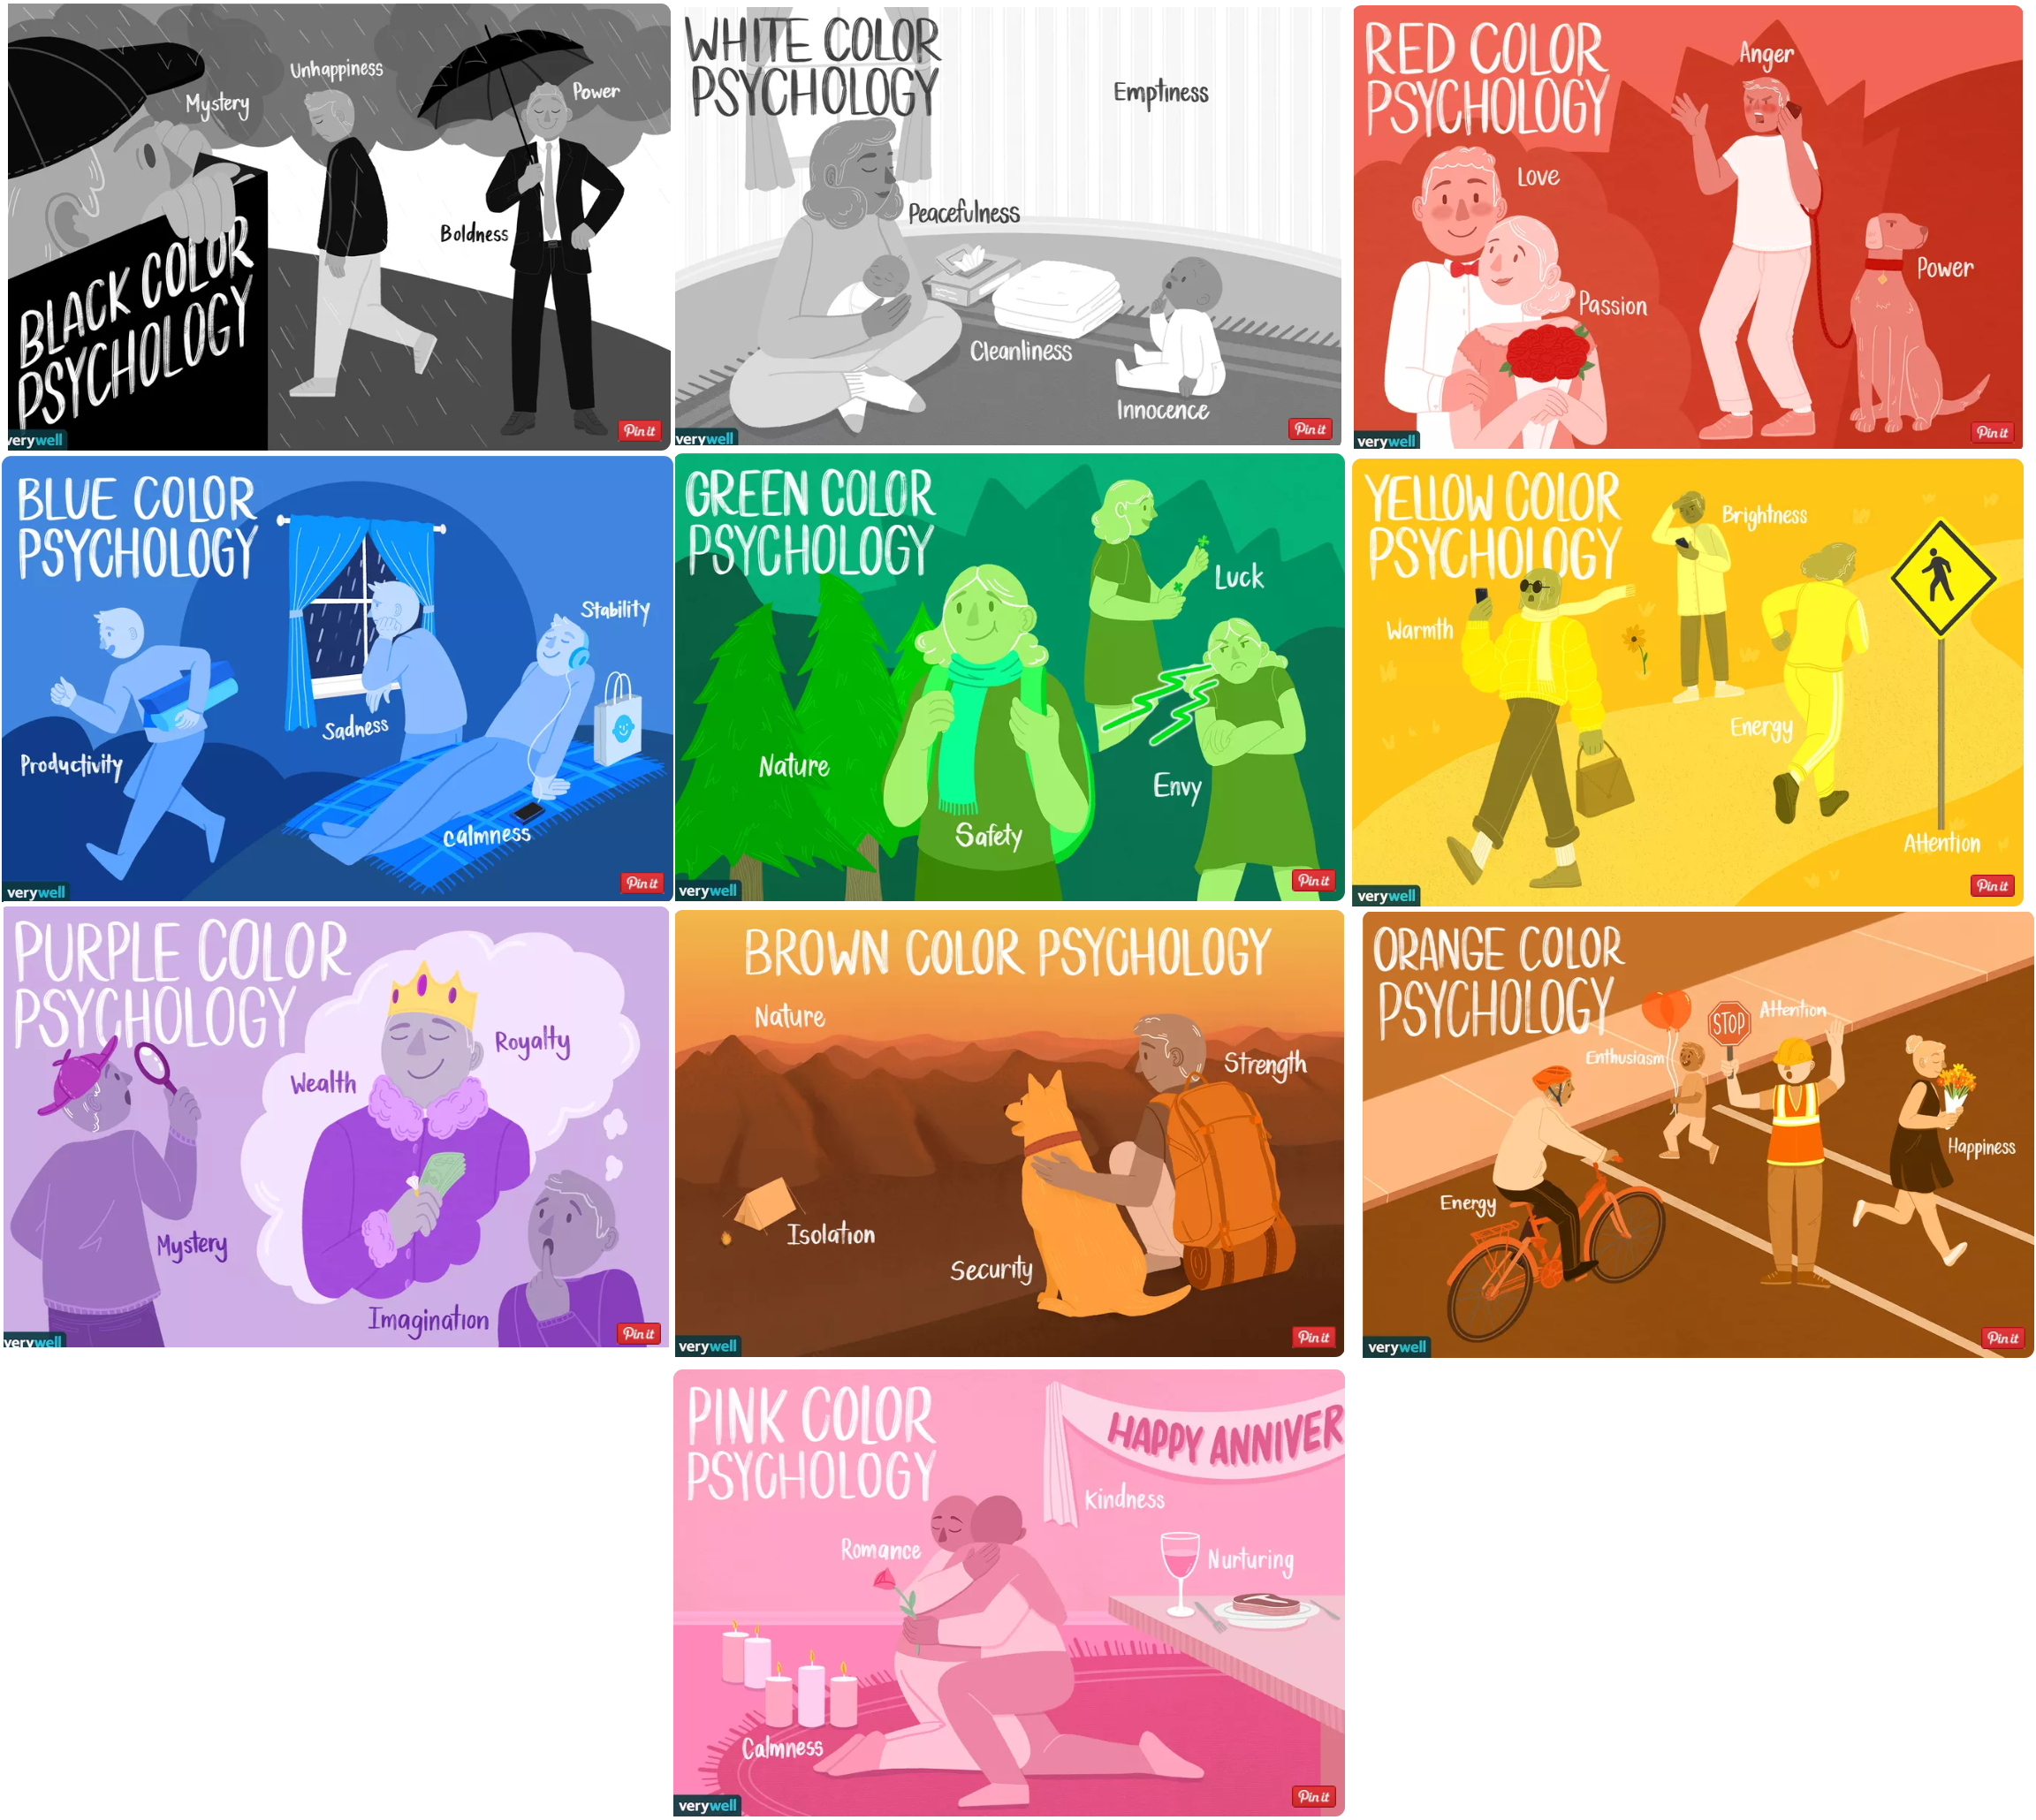 Mystery
Unhappiness
Power
Boldness
BLACK COLOR
PSYCHOLOGY
verywell
Pin it
WHITE COLOR
PSYCHOLOGY
Emptiness
Peacefulness
Cleanliness
Innocence
verywell
Pin it
RED COLOR
PSYCHOLOGY
Anger
Love
Power
Passion
verywell
Pin it
BLUE COLOR
PSYCHOLOGY
Stability
Sadness
Productivity
Calmness
verywell
Pin it
GREEN COLOR
PSYCHOLOGY
Luck
Nature
Envy
Safety
verywell
Pin it
YELLOW COLOR
PSYCHOLOGY
Brightness
Warmth
Energy
Attention
verywell
Pin it
PURPLE COLOR
PSYCHOLOGY
Royalty
Wealth
Mystery
Imagination
verywell
Pin it
BROWN COLOR PSYCHOLOGY
Nature
Strength
Isolation
Security
verywell
Pin it
ORANGE COLOR
PSYCHOLOGY
STOP
Attention
Enthusiasm
Happiness
Energy
verywell
Pin it
PINK COLOR
PSYCHOLOGY
HAPPY ANNIVER
Kindness
Romance
Nurturing
Calmness
verywell
Pin it